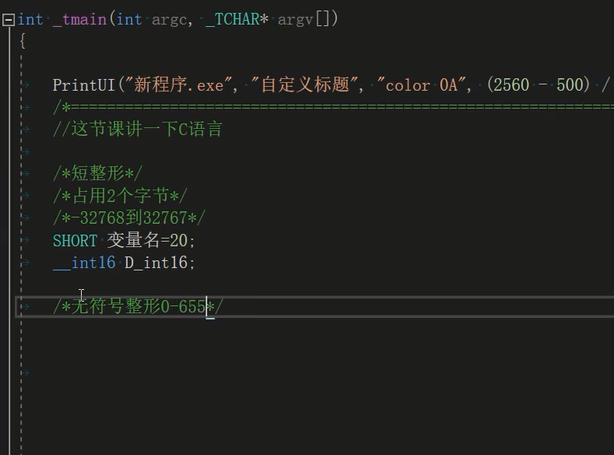 int _tmain(int argc, _TCHAR* argv[])
{
PrintUI("新程序.exe", "自定义标题", "color 0A", (2560 - 500) /
/*==============================================================
//这节课讲一下C语言
/*短整形*/
/*占用2个字节*/
/*-32768到32767*/
SHORT 变量名=20;
__int16 D_int16;
/*无符号整形0-655*/